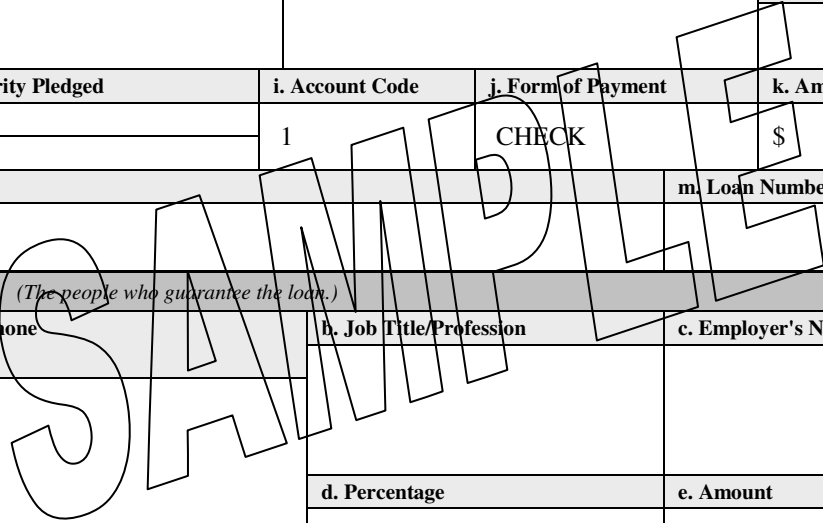 rity Pledged i. Account Code j. Form of Payment k. Am
1 CHECK $
m. Loan Numbe
(The people who guarantee the loan.)
hone b. Job Title/Profession c. Employer's N
d. Percentage e. Amount
SAMPLE